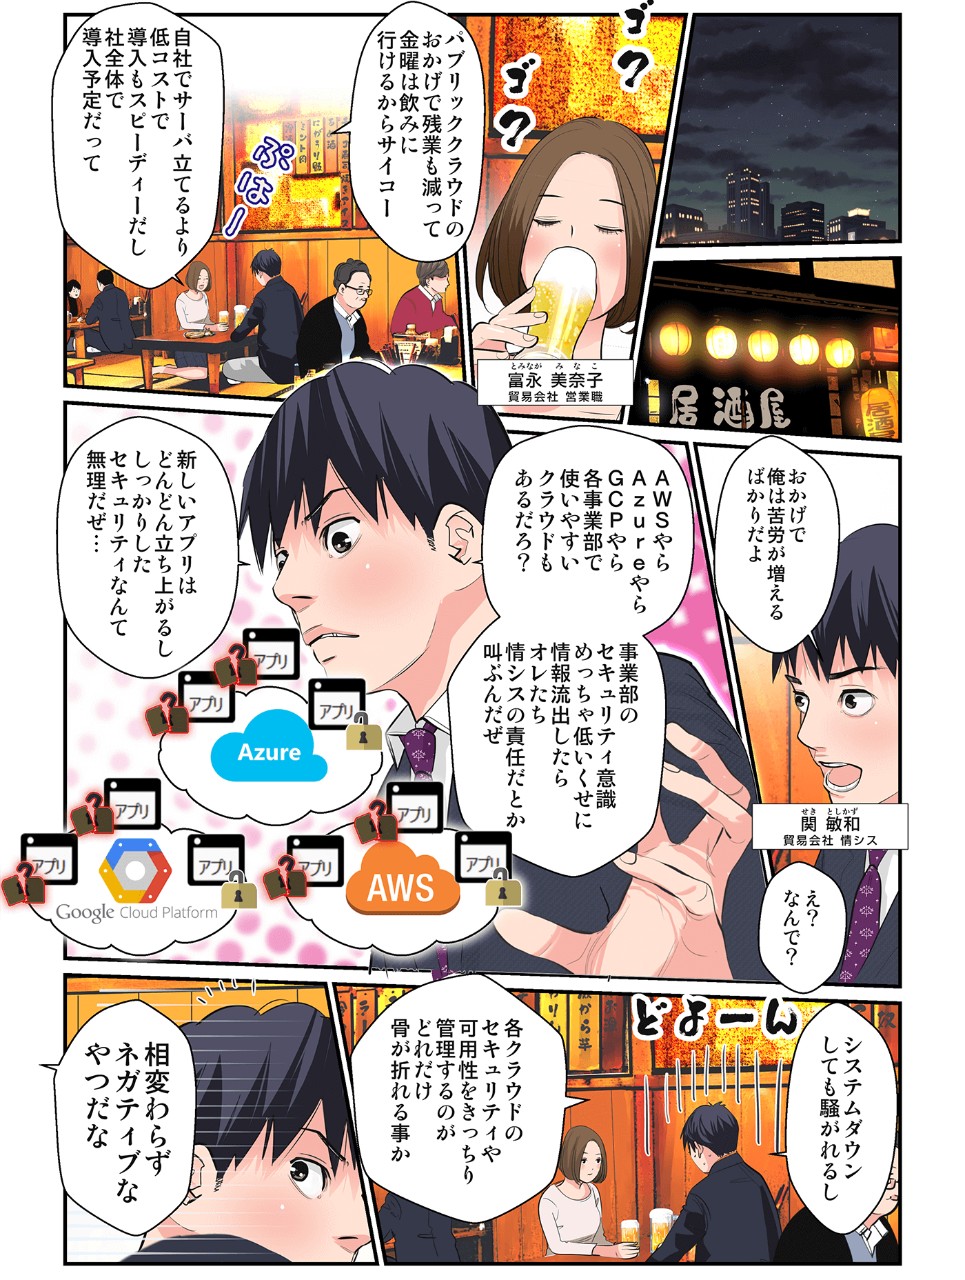 居酒屋
居酒
ゴク
ゴク
とみなが みなこ
富永 美奈子
貿易会社 営業職
パブリッククラウドの
おかげで残業も減って
金曜は飲みに
行けるからサイコー
ぷはー
自社でサーバ立てるより
低コストで
導入もスピーディーだし
社全体で
導入予定だって
おかげで
俺は苦労が増える
ばかりだよ
せき としかず
関 敏和
貿易会社 情シス
え?
なんで?
AWSやら
Azureやら
GCPやら
各事業部で
使いやすい
クラウドも
あるだろ?
事業部の
セキュリティ意識
めっちゃ低いくせに
情報流出したら
オレたち
情シスの責任だとか
叫ぶんだぜ
新しいアプリは
どんどん立ち上がるし
しっかりした
セキュリティなんて
無理だぜ…
アプリ
アプリ
アプリ
Azure
アプリ
アプリ
アプリ
Google Cloud Platform
アプリ
アプリ
アプリ
AWS
システムダウン
しても騒がれるし
どよーん
各クラウドの
セキュリティや
可用性をきっちり
管理するのが
どれだけ
骨が折れる事か
相変わらず
ネガティブな
やつだな